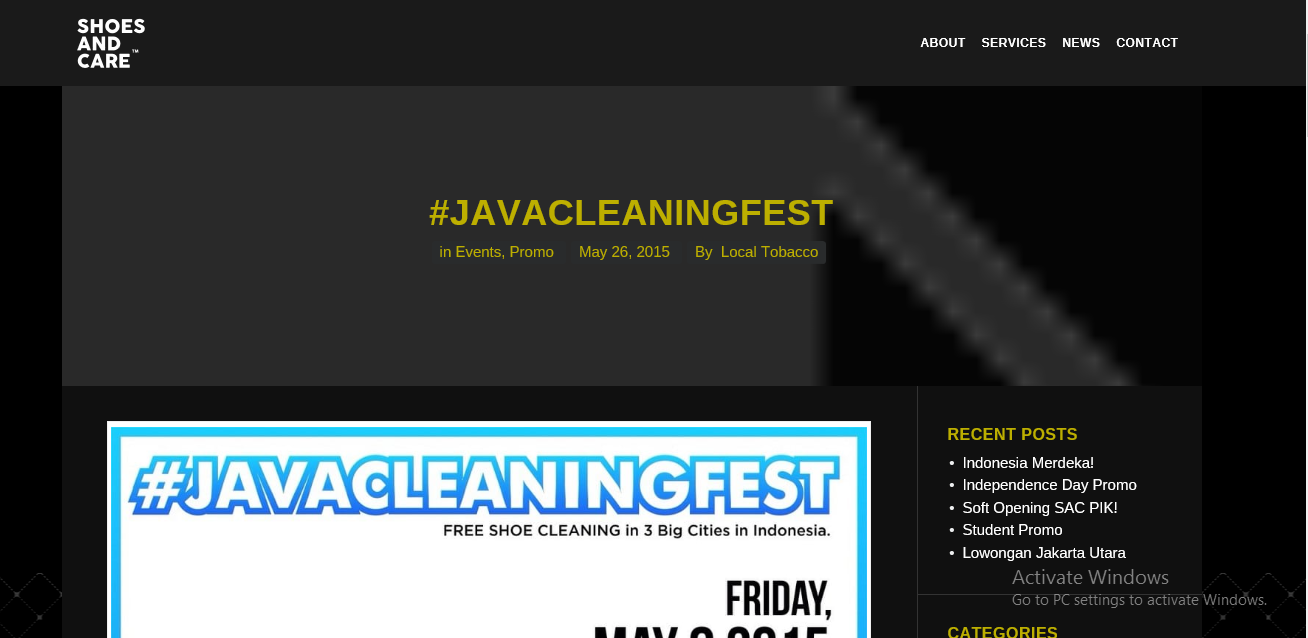 SHOES
AND
CARE™
ABOUT SERVICES NEWS CONTACT
#JAVACLEANINGFEST
in Events, Promo May 26, 2015 By Local Tobacco
#JAVACLEANINGFEST
FREE SHOE CLEANING in 3 Big Cities in Indonesia.
FRIDAY,
MAY 2015
RECENT POSTS
• Indonesia Merdeka!
• Independence Day Promo
• Soft Opening SAC PIK!
• Student Promo
• Lowongan Jakarta Utara
Activate Windows
Go to PC settings to activate Windows.
CATEGORIES